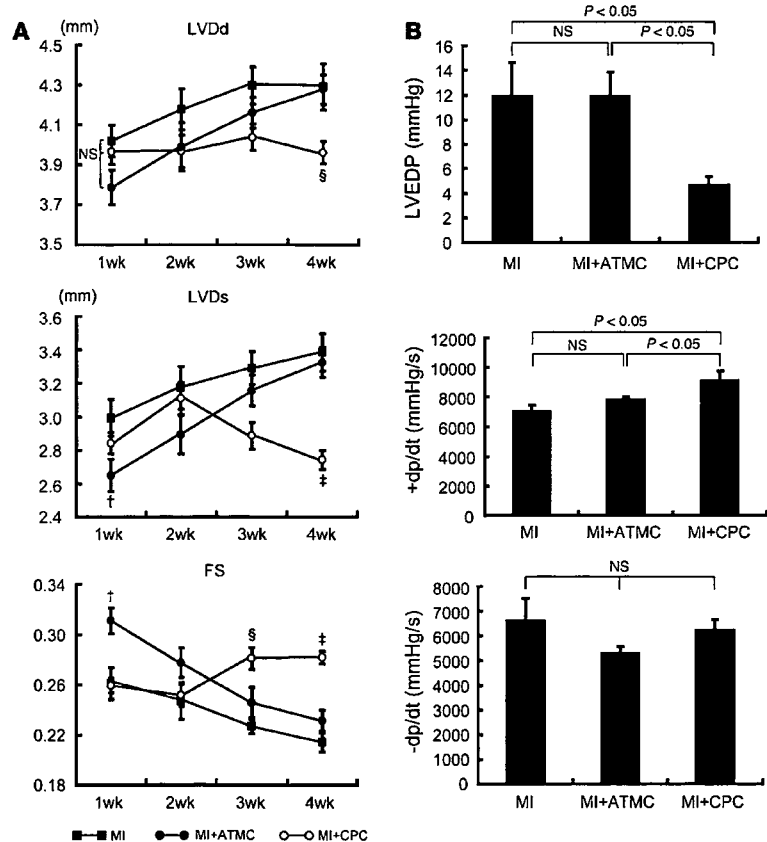 A
(mm)
LVDd
4.3
4.1
3.9
3.7
3.5
NS
§
1wk 2wk 3wk 4wk
(mm)
LVDs
3.6
3.4
3.2
3.0
2.8
2.6
2.4
†
‡
1wk 2wk 3wk 4wk
FS
0.34
0.30
0.26
0.22
0.18
†
§
‡
1wk 2wk 3wk 4wk
MI MI+ATMC MI+CPC
B
P < 0.05
NS P < 0.05
LVEDP (mmHg)
16
14
12
10
8
6
4
2
0
MI MI+ATMC MI+CPC
P < 0.05
NS P < 0.05
+dp/dt (mmHg/s)
12000
10000
8000
6000
4000
2000
0
MI MI+ATMC MI+CPC
NS
-dp/dt (mmHg/s)
7000
6000
5000
4000
3000
2000
1000
0
MI MI+ATMC MI+CPC